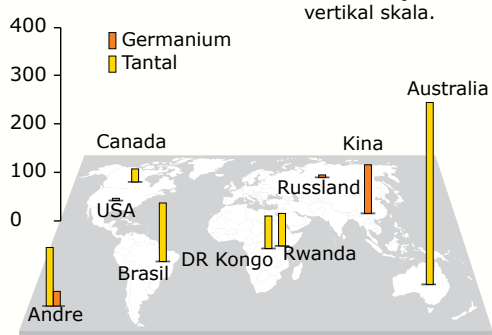 vertikal skala.
400
300
200
100
0
Germanium
Tantal
Australia
Canada
Kina
USA
Russland
Brasil
DR Kongo
Rwanda
Andre